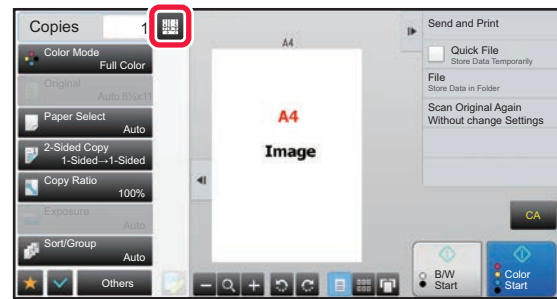 Copies 1
Color Mode
Full Color
Original
Auto 8½x11
Paper Select
Auto
2-Sided Copy
1-Sided→1-Sided
Copy Ratio
100%
Exposure
Auto
Sort/Group
Auto
Others
A4
A4
Image
Send and Print
Quick File
Store Data Temporarily
File
Store Data in Folder
Scan Original Again
Without change Settings
CA
B/W
Start
Color
Start